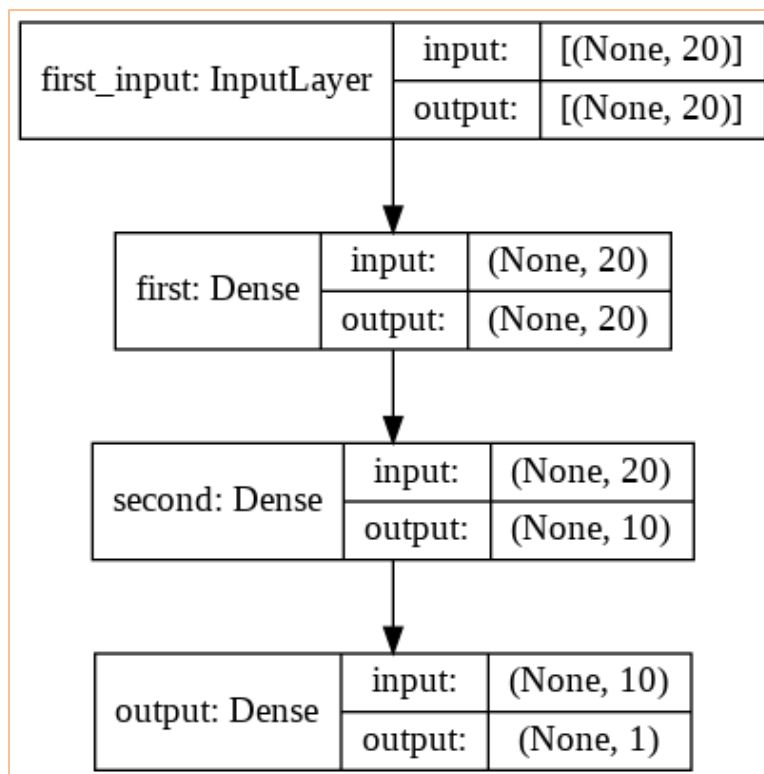 first_input: InputLayer
input:
[(None, 20)]
output:
[(None, 20)]
first: Dense
input:
(None, 20)
output:
(None, 20)
second: Dense
input:
(None, 20)
output:
(None, 10)
output: Dense
input:
(None, 10)
output:
(None, 1)